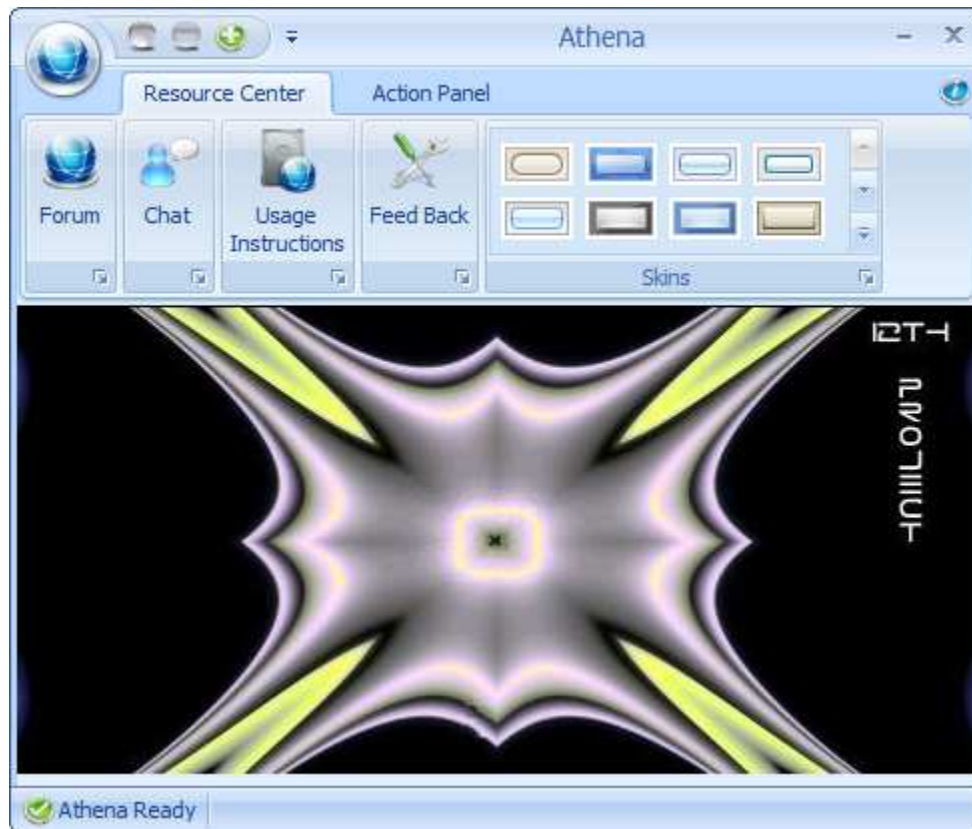 Athena
Resource Center
Action Panel
Forum
Chat
Usage
Instructions
Feed Back
Skins
Athena Ready